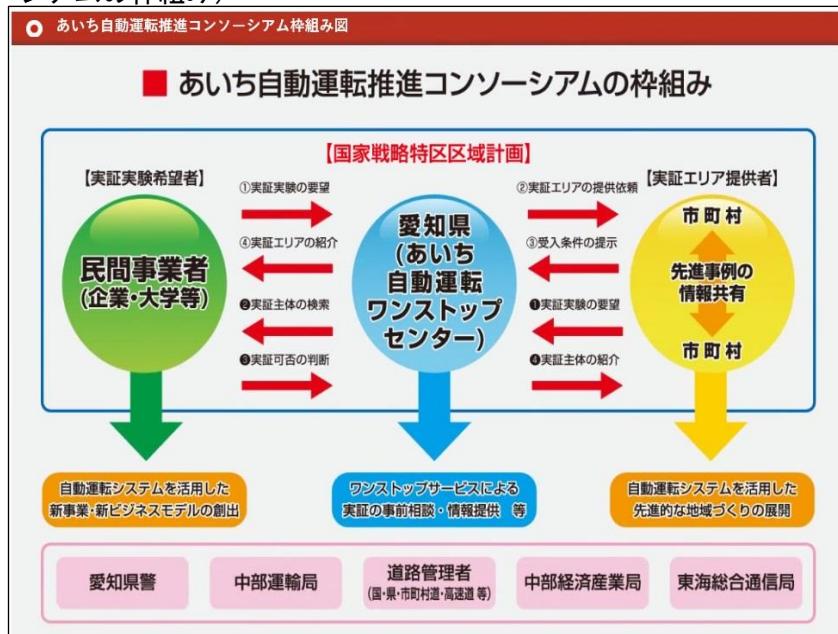 あいち自動運転推進コンソーシアム枠組み図
■ あいち自動運転推進コンソーシアムの枠組み
【国家戦略特区区域計画】
【実証実験希望者】
民間事業者
(企業・大学等)
①実証実験の要望
④実証エリアの紹介
❷実証主体の検索
❸実証可否の判断
愛知県
(あいち
自動運転
ワンストップ
センター)
②実証エリアの提供依頼
③受入条件の提示
❶実証実験の要望
❹実証主体の紹介
【実証エリア提供者】
市町村
先進事例の
情報共有
市町村
自動運転システムを活用した
新事業・新ビジネスモデルの創出
ワンストップサービスによる
実証の事前相談・情報提供 等
自動運転システムを活用した
先進的な地域づくりの展開
愛知県警
中部運輸局
道路管理者
(国・県・市町村道・高速道 等)
中部経済産業局
東海総合通信局